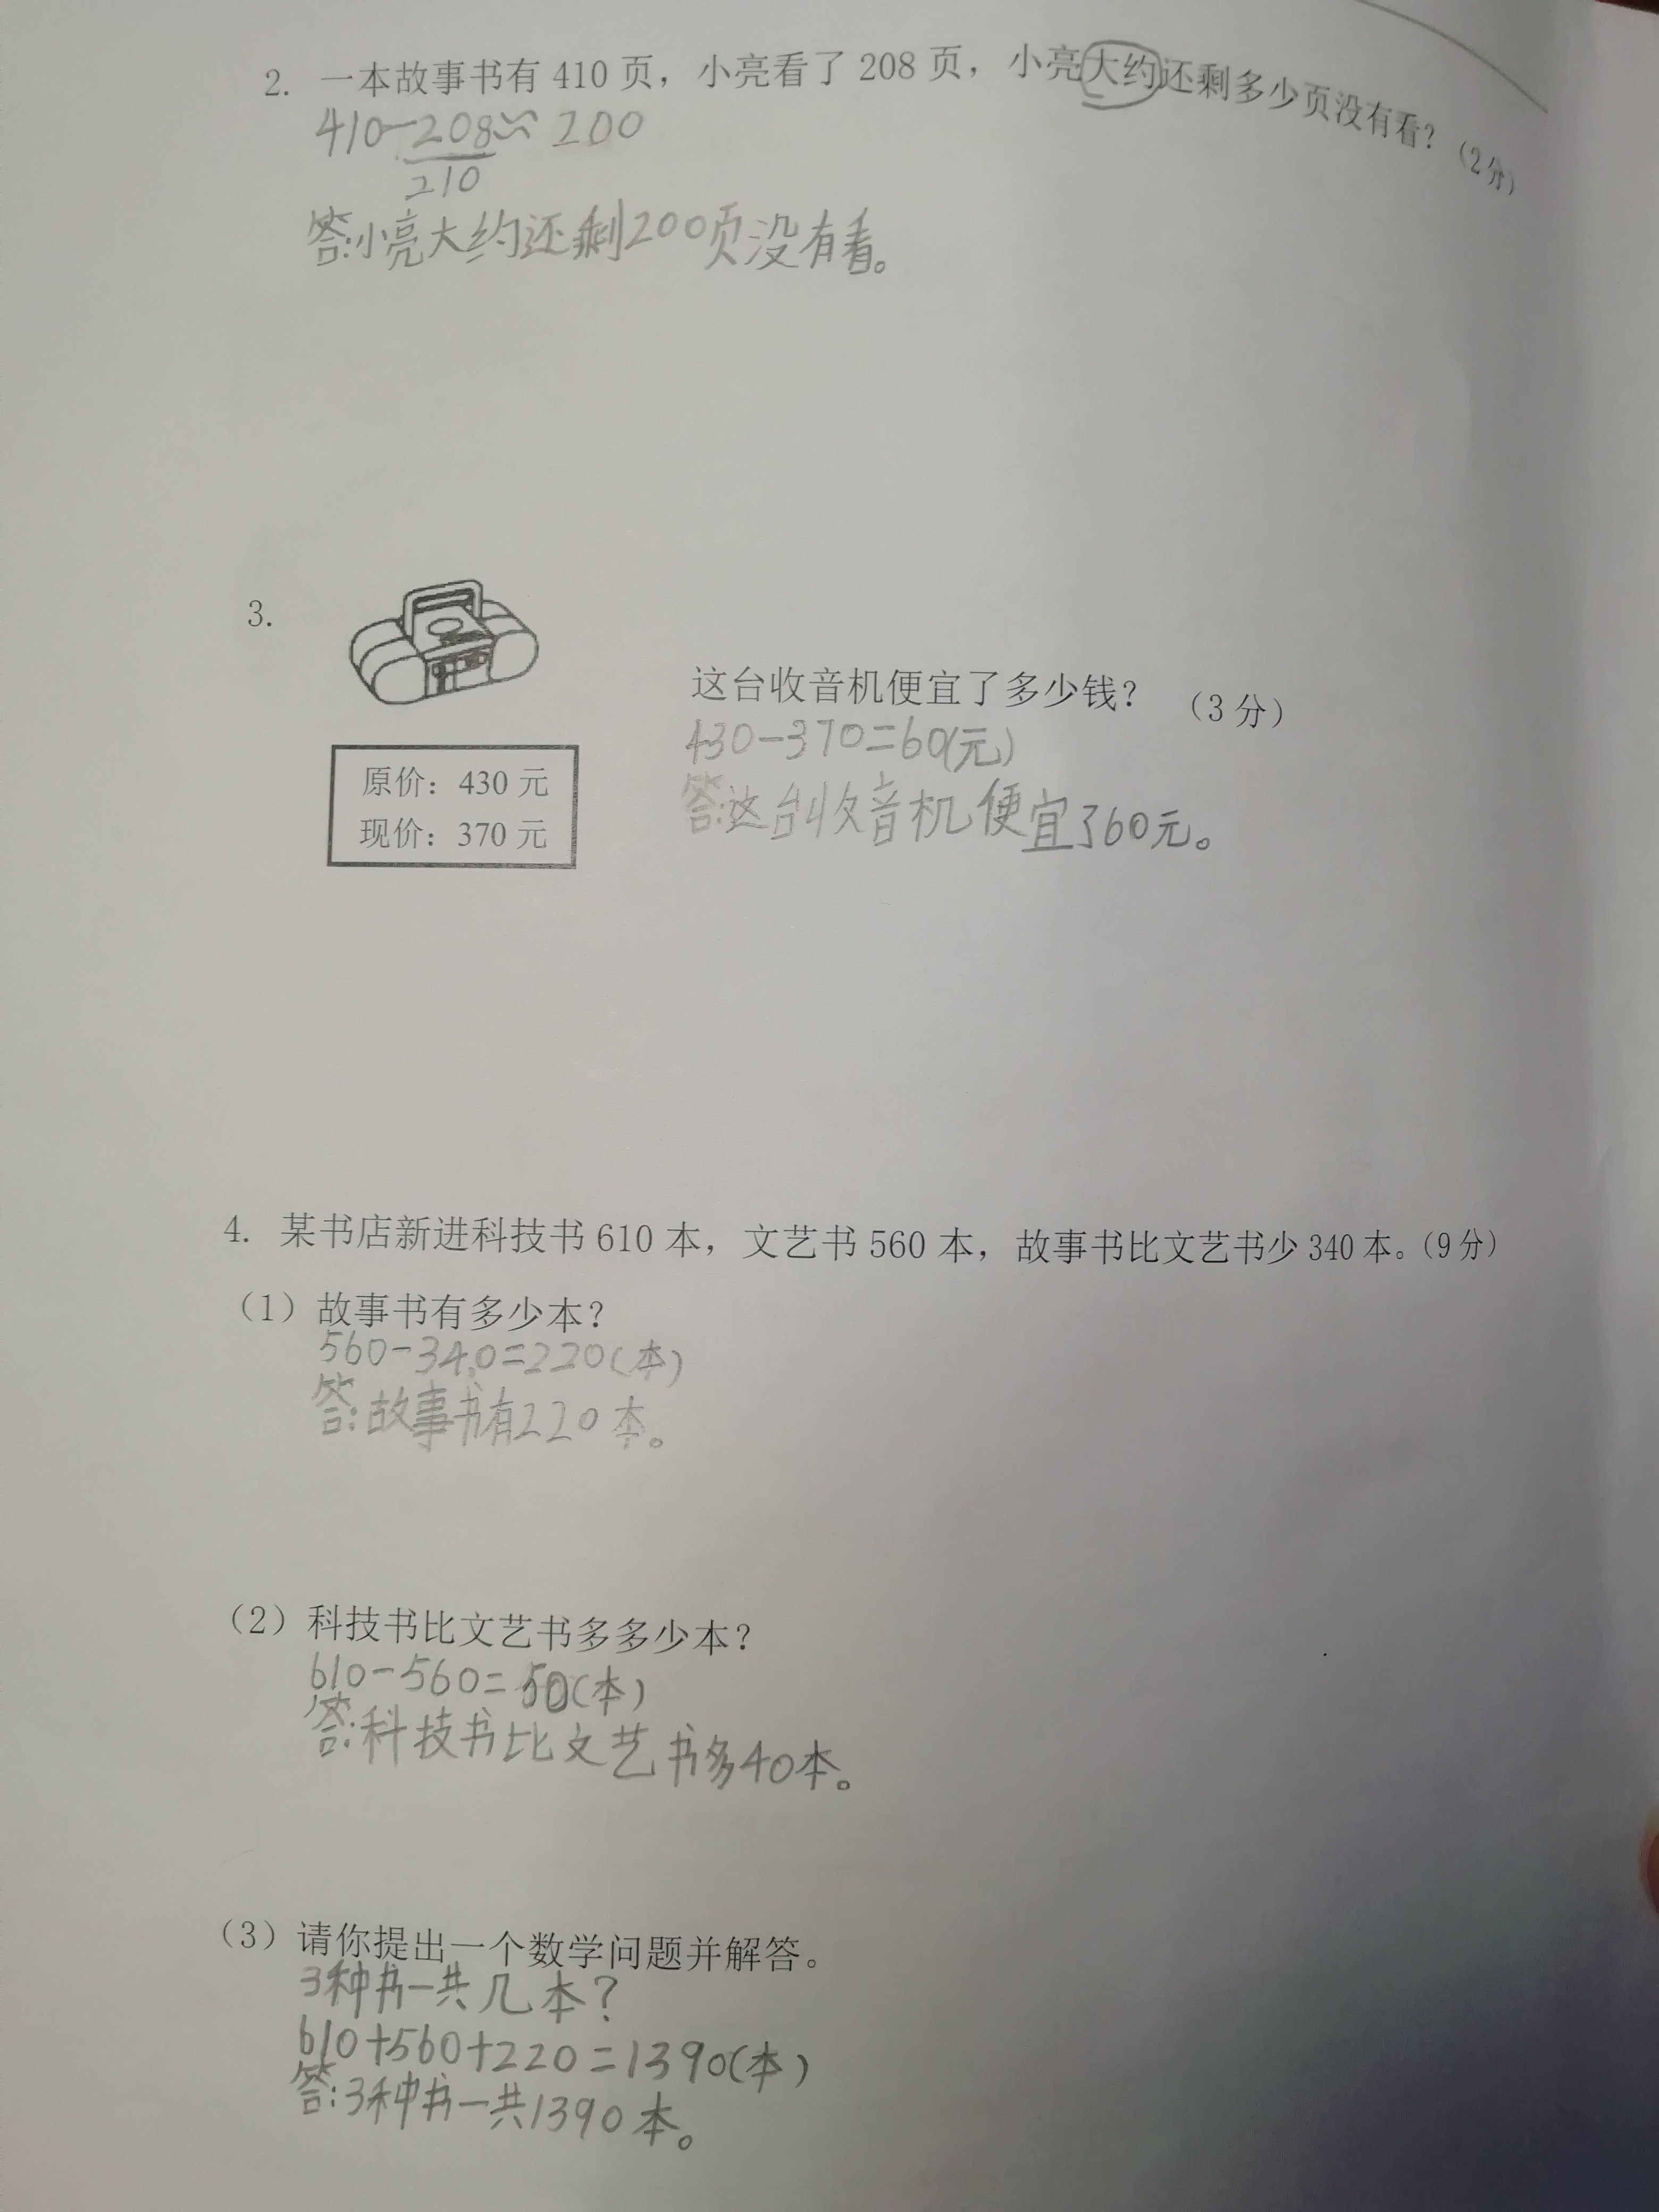 2. 一本故事书有 410 页，小亮看了 208 页，小亮大约还剩多少页没有看？（2 分）
410-208≈200
210
答:小亮大约还剩200页没有看。
3.
这台收音机便宜了多少钱？（3 分）
430-370=60(元)
答:这台收音机便宜了60元。
原价：430 元
现价：370 元
4. 某书店新进科技书 610 本，文艺书 560 本，故事书比文艺书少 340 本。（9 分）
（1）故事书有多少本？
560-340=220(本)
答:故事书有220本。
（2）科技书比文艺书多多少本？
610-560=50(本)
答:科技书比文艺书多40本。
（3）请你提出一个数学问题并解答。
3种书一共几本？
610+560+220=1390(本)
答:3种书一共1390本。